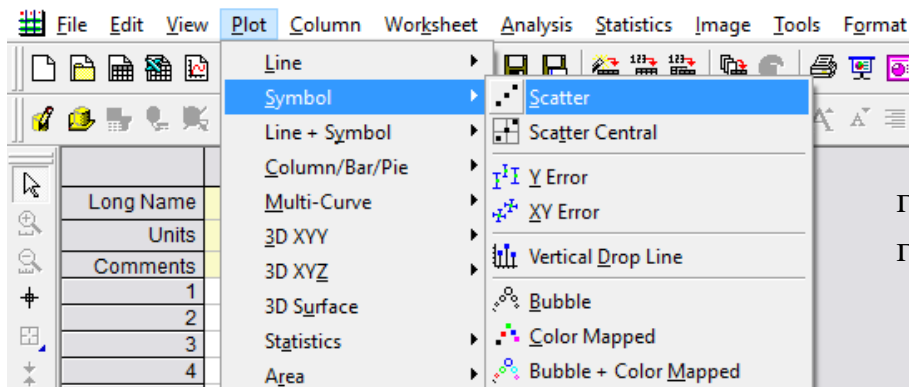 File Edit View Plot Column Worksheet Analysis Statistics Image Tools Format
Line
Symbol
Line + Symbol
Column/Bar/Pie
Multi-Curve
3D XYY
3D XYZ
3D Surface
Statistics
Area
Scatter
Scatter Central
Y Error
XY Error
Vertical Drop Line
Bubble
Color Mapped
Bubble + Color Mapped
Long Name
Units
Comments
1
2
3
4